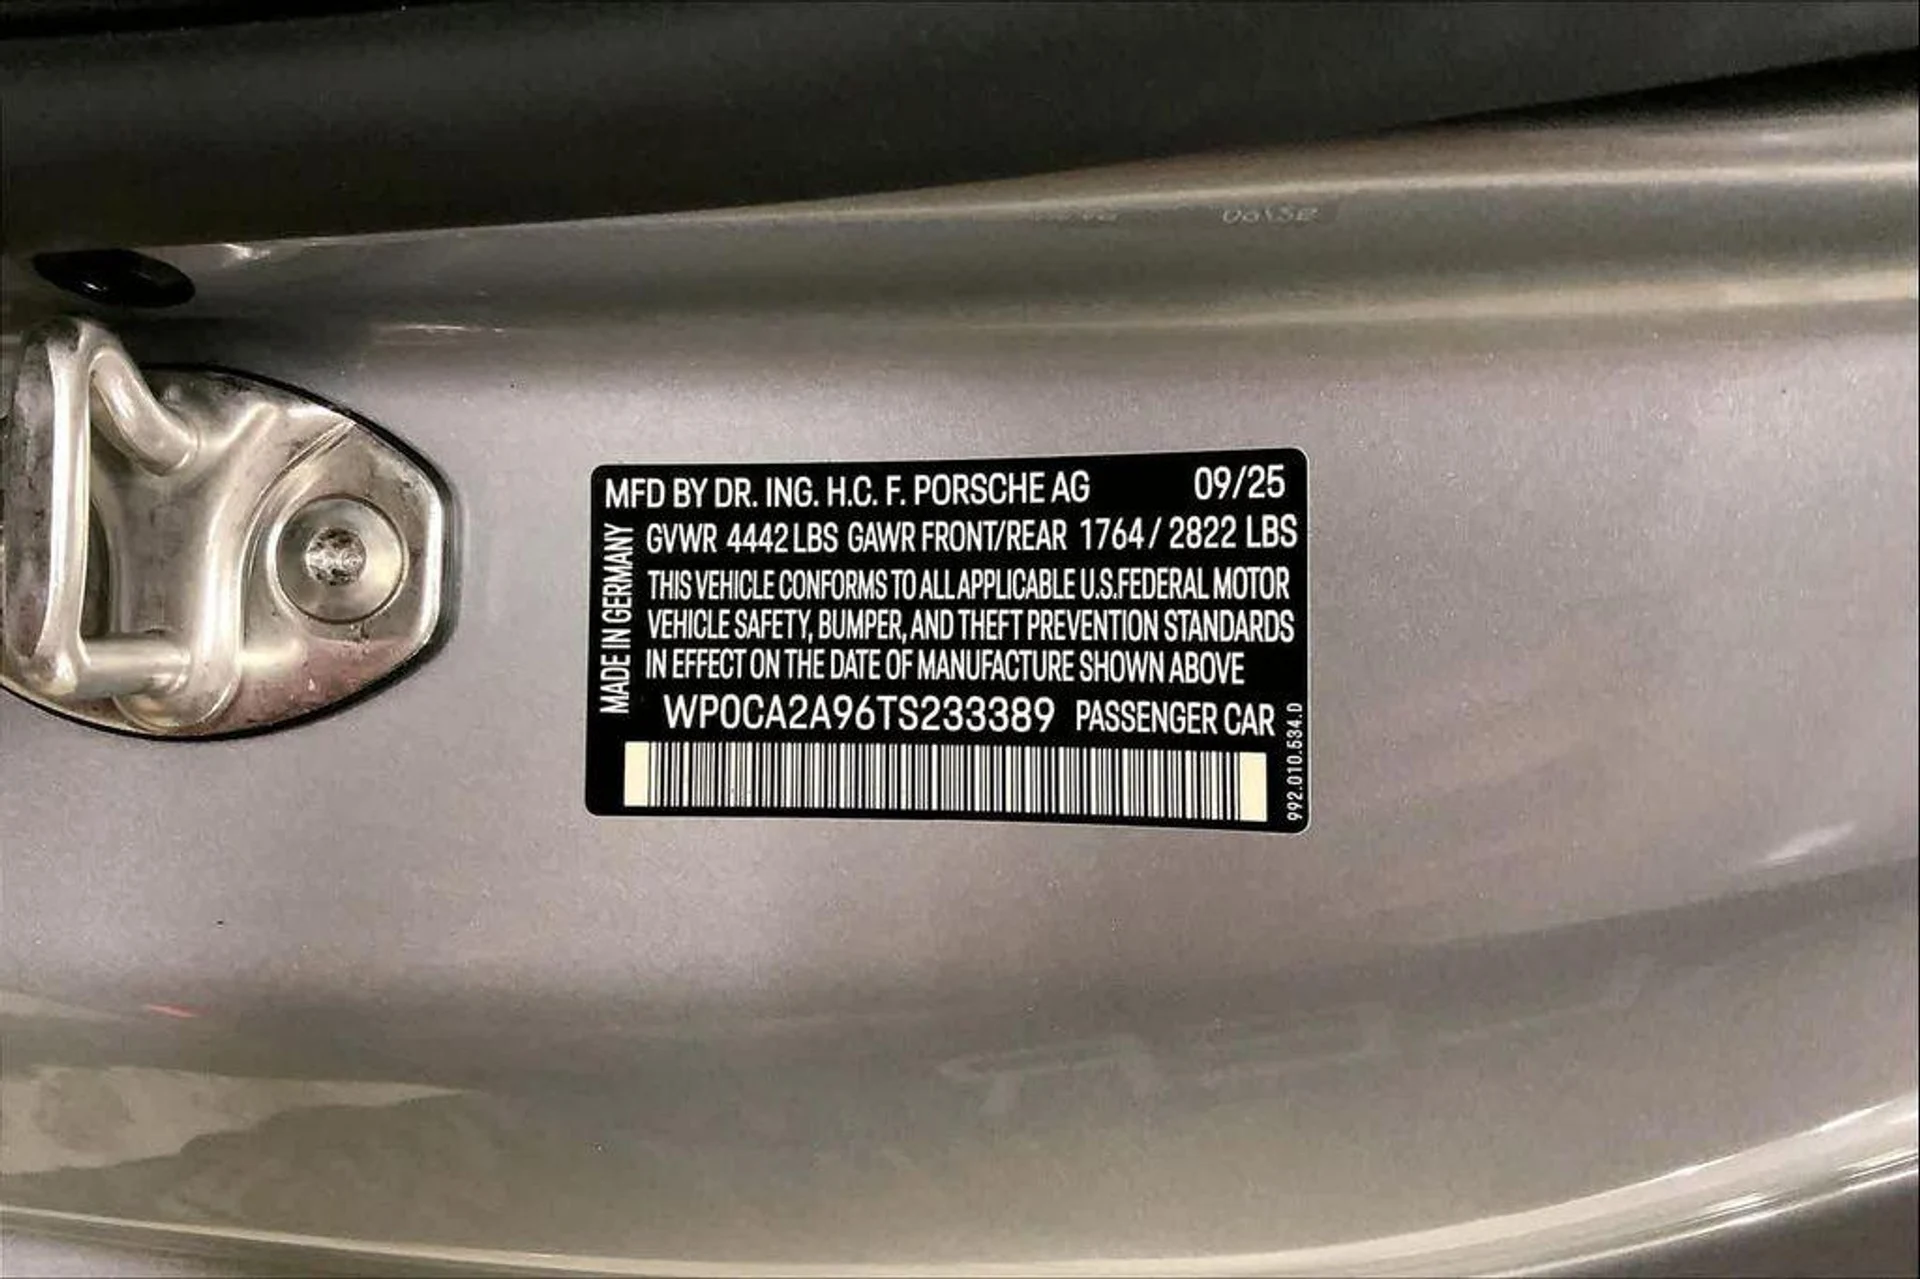 MFD BY DR. ING. H.C. F. PORSCHE AG 09/25
GVWR 4442 LBS GAWR FRONT/REAR 1764 / 2822 LBS
THIS VEHICLE CONFORMS TO ALL APPLICABLE U.S. FEDERAL MOTOR
VEHICLE SAFETY, BUMPER, AND THEFT PREVENTION STANDARDS
IN EFFECT ON THE DATE OF MANUFACTURE SHOWN ABOVE
WP0CA2A96TS233389 PASSENGER CAR
MADE IN GERMANY
992.010.534.D